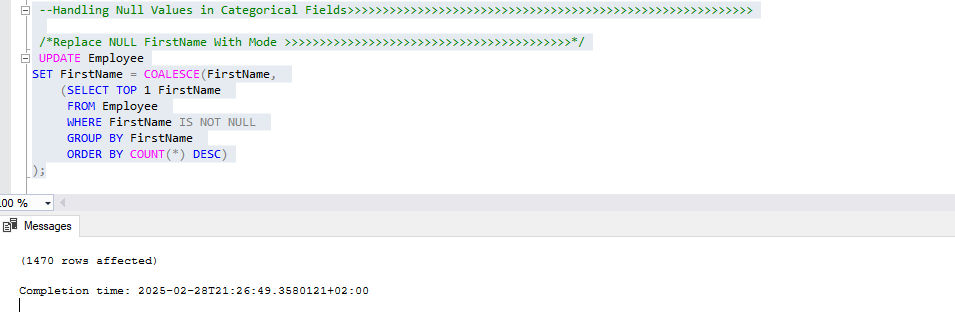 --Handling Null Values in Categorical Fields>>>>>>>>>>>>>>>>>>>>>>>>>>>>>>>>>>>>>>>>>>>>>>>>>>>>>>>>>>
/*Replace NULL FirstName With Mode >>>>>>>>>>>>>>>>>>>>>>>>>>>>>>>>>>>>>>>>>*/
UPDATE Employee
SET FirstName = COALESCE(FirstName,
(SELECT TOP 1 FirstName
FROM Employee
WHERE FirstName IS NOT NULL
GROUP BY FirstName
ORDER BY COUNT(*) DESC)
);
.00 %
Messages
(1470 rows affected)
Completion time: 2025-02-28T21:26:49.3580121+02:00